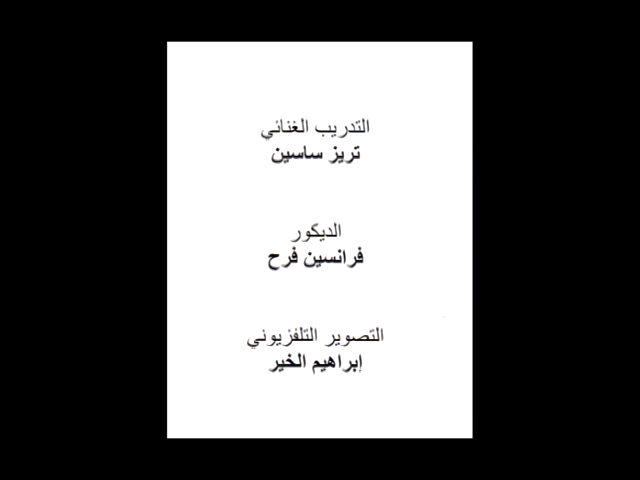 التدريب الغنائي
تريز ساسين
الديكور
فرانسين فرح
التصوير التلفزيوني
إبراهيم الخير